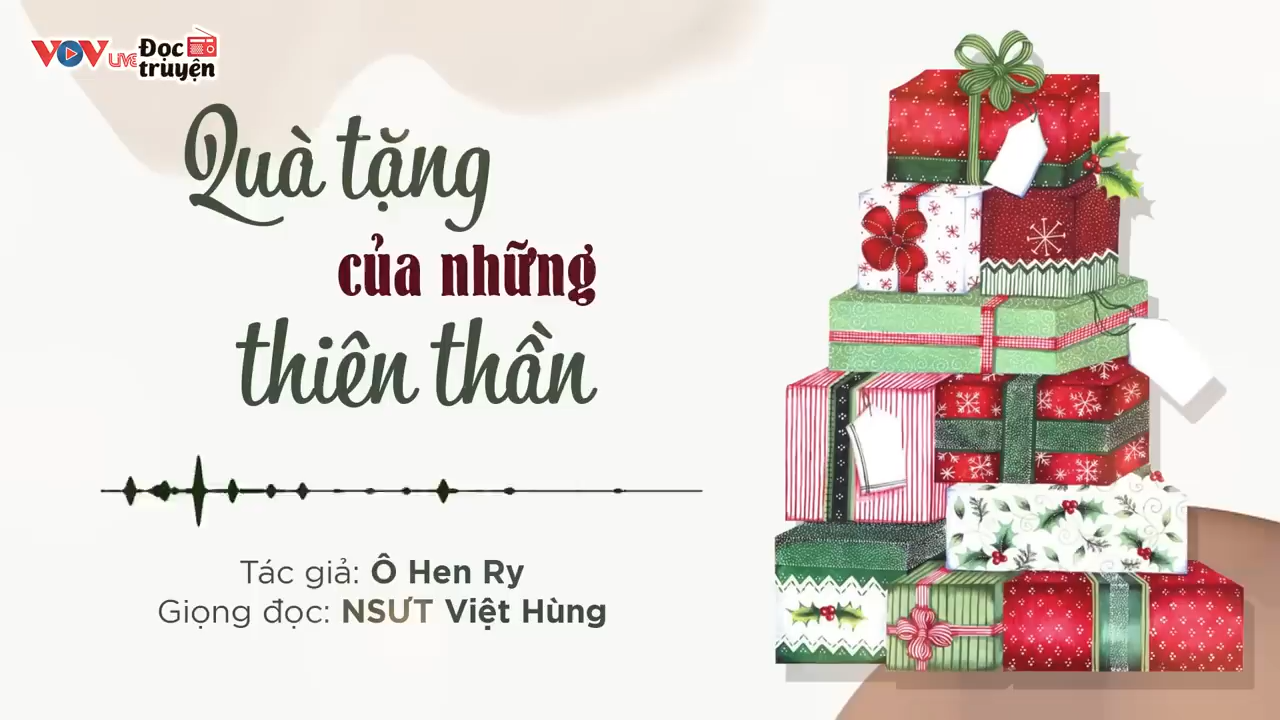 VOV LIVE Đọc
truyện
Quà tặng
của những
thiên thần
Tác giả: Ô Hen Ry
Giọng đọc: NSƯT Việt Hùng